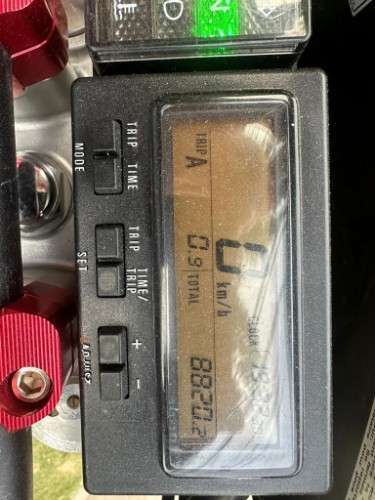 N
CLOCK
0 km/h
TRIP A 0.9 TOTAL 8820.2
TRIP TIME
MODE
TRIP TIME/
TRIP
SET
+ -